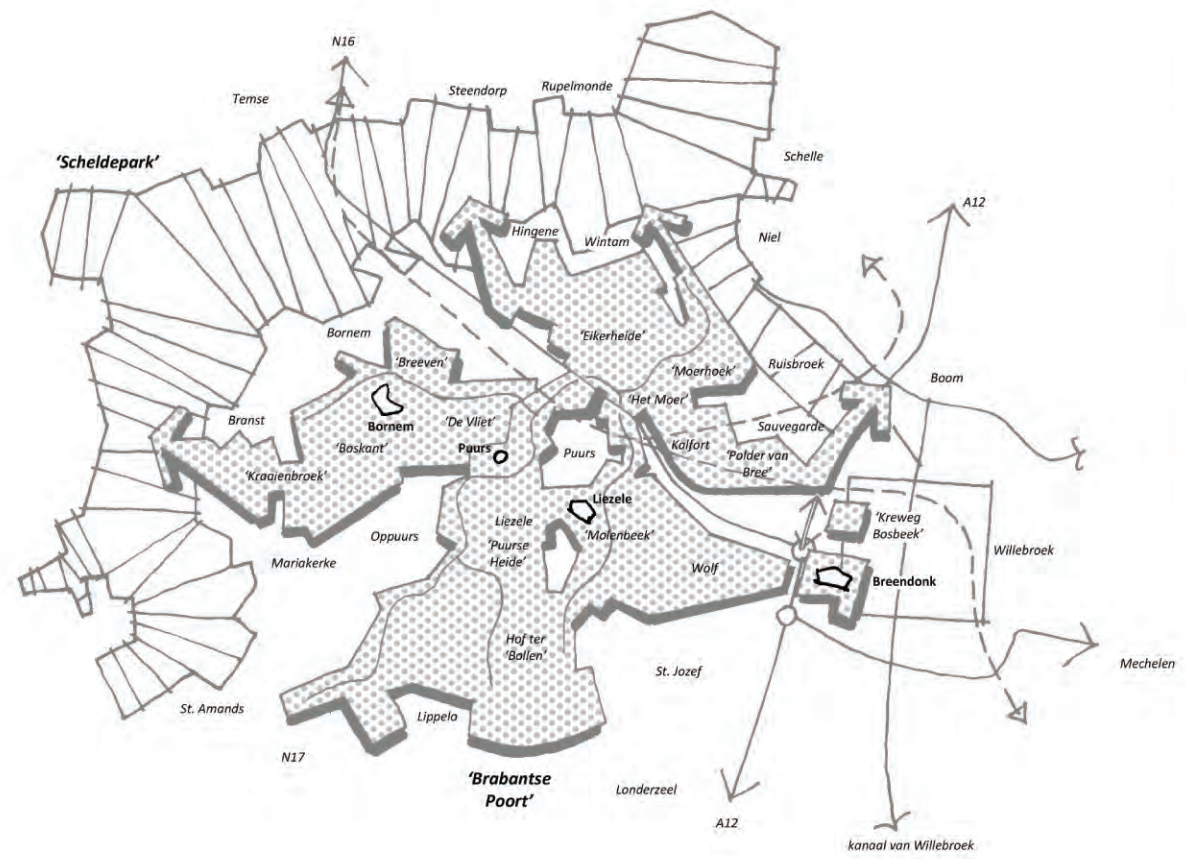 N16
Steendorp
Rupelmonde
Temse
'Scheldepark'
Schelle
A12
Hingene
Wintam
Niel
Bornem
'Eikerheide'
'Breeven'
'Moerhoek'
Ruisbroek
Boom
'Het Moer'
Branst
Bornem
'De Vliet'
Sauvegarde
'Boskant'
Puurs
Puurs
Kalfort
'Polder van
Bree'
'Kraaienbroek'
Liezele
Liezele
'Kreweg
Bosbeek'
Oppuurs
'Molenbeek'
Willebroek
'Puurse
Heide'
Mariakerke
Wolf
Breendonk
Hof ter
'Bollen'
St. Jozef
Mechelen
St. Amands
Lippelo
N17
'Brabantse
Poort'
Londerzeel
A12
kanaal van Willebroek